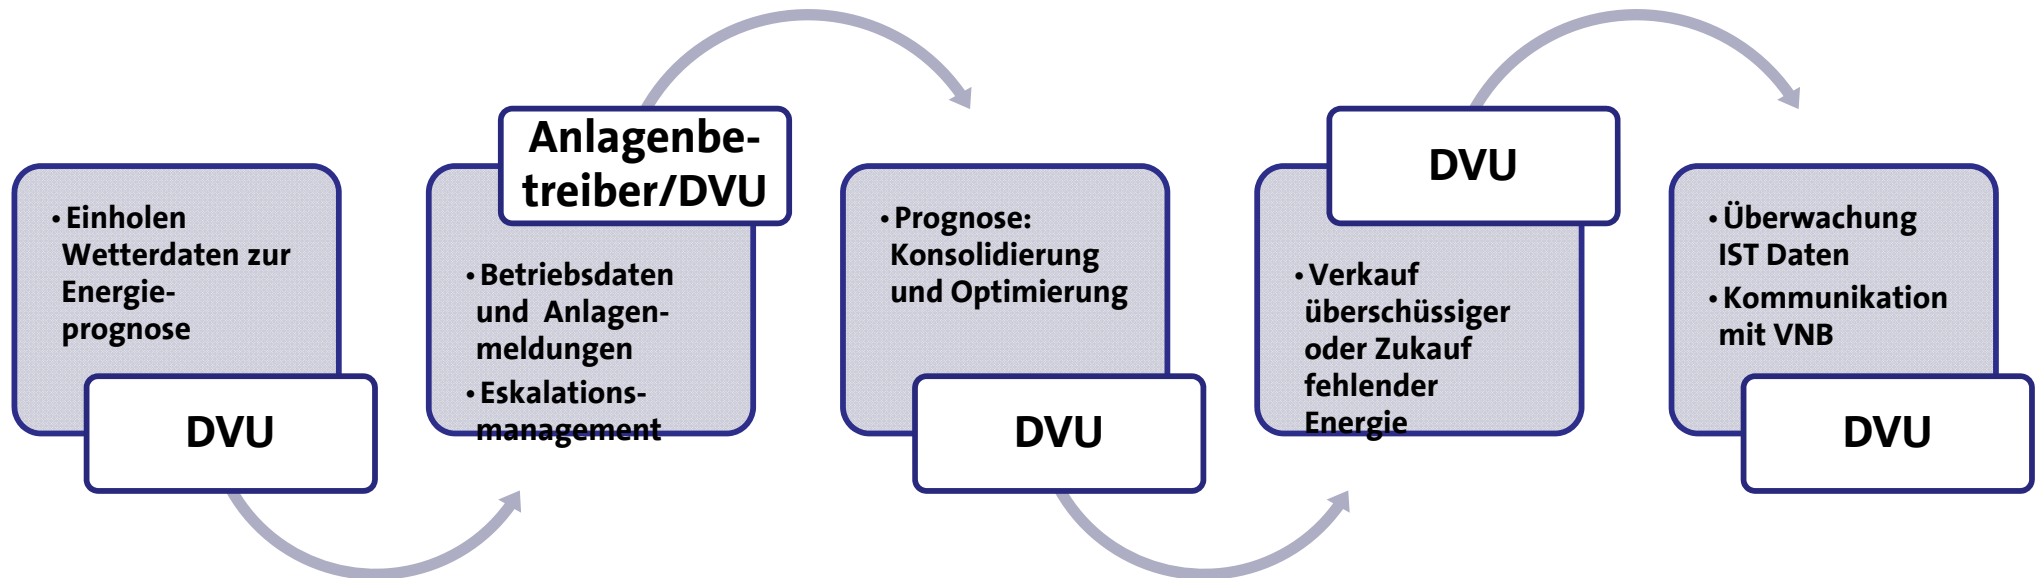 • Einholen
Wetterdaten zur
Energie-
prognose
DVU
Anlagenbe-
treiber/DVU
• Betriebsdaten
und Anlagen-
meldungen
• Eskalations-
management
• Prognose:
Konsolidierung
und Optimierung
DVU
DVU
• Verkauf
überschüssiger
oder Zukauf
fehlender
Energie
• Überwachung
IST Daten
• Kommunikation
mit VNB
DVU